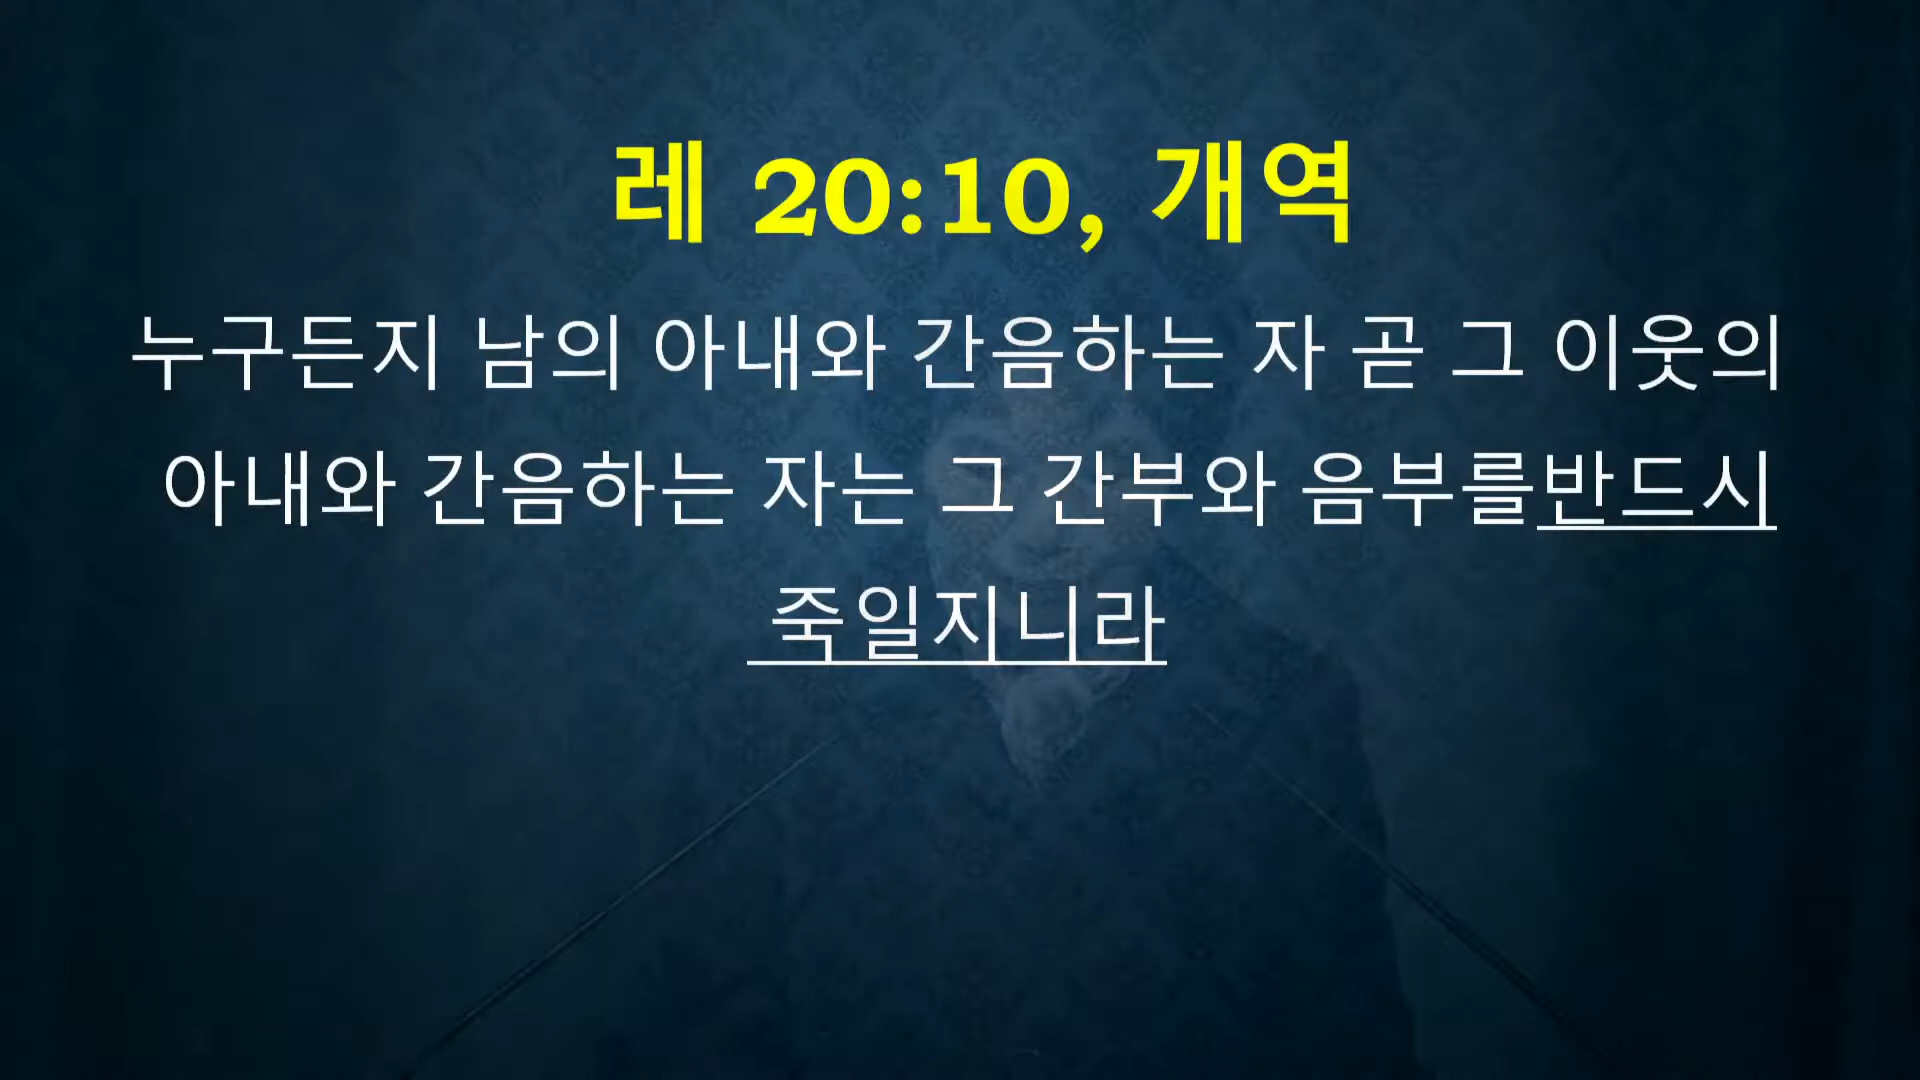 레 20:10, 개역
누구든지 남의 아내와 간음하는 자 곧 그 이웃의
아내와 간음하는 자는 그 간부와 음부를반드시
죽일지니라